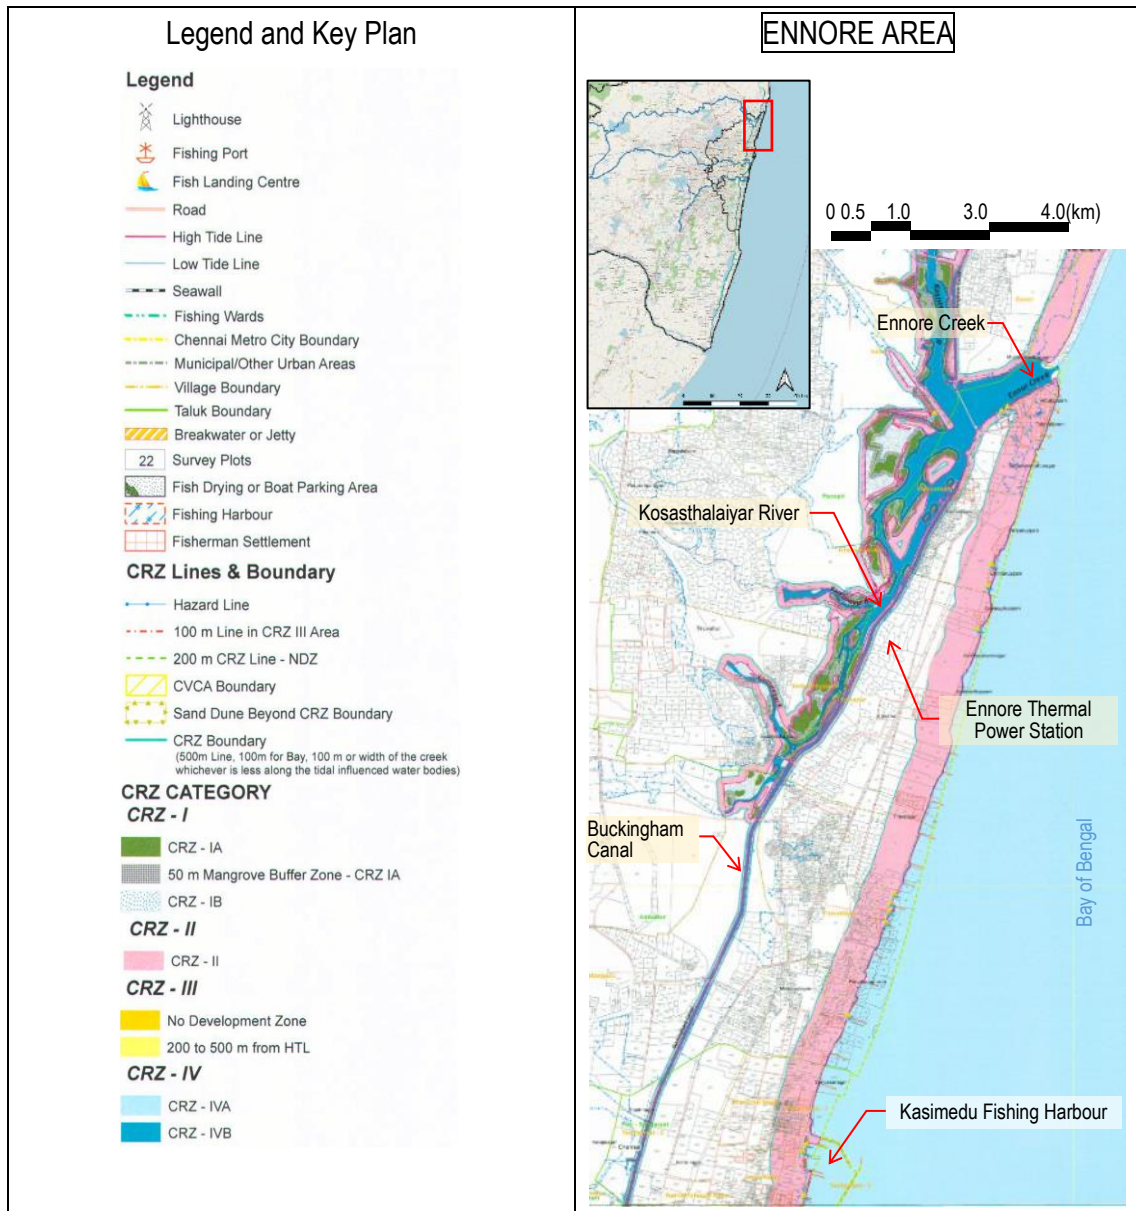 Legend and Key Plan
Legend
Lighthouse
Fishing Port
Fish Landing Centre
Road
High Tide Line
Low Tide Line
Seawall
Fishing Wards
Chennai Metro City Boundary
Municipal/Other Urban Areas
Village Boundary
Taluk Boundary
Breakwater or Jetty
22 Survey Plots
Fish Drying or Boat Parking Area
Fishing Harbour
Fisherman Settlement
CRZ Lines & Boundary
Hazard Line
100 m Line in CRZ III Area
200 m CRZ Line - NDZ
CVCA Boundary
Sand Dune Beyond CRZ Boundary
CRZ Boundary
(500m Line, 100m for Bay, 100 m or width of the creek
whichever is less along the tidal influenced water bodies)
CRZ CATEGORY
CRZ - I
CRZ - IA
50 m Mangrove Buffer Zone - CRZ IA
CRZ - IB
CRZ - II
CRZ - II
CRZ - III
No Development Zone
200 to 500 m from HTL
CRZ - IV
CRZ - IVA
CRZ - IVB
ENNORE AREA
0 0.5 1.0 3.0 4.0(km)
Ennore Creek
Kosasthalaiyar River
Ennore Thermal
Power Station
Buckingham
Canal
Bay of Bengal
Kasimedu Fishing Harbour